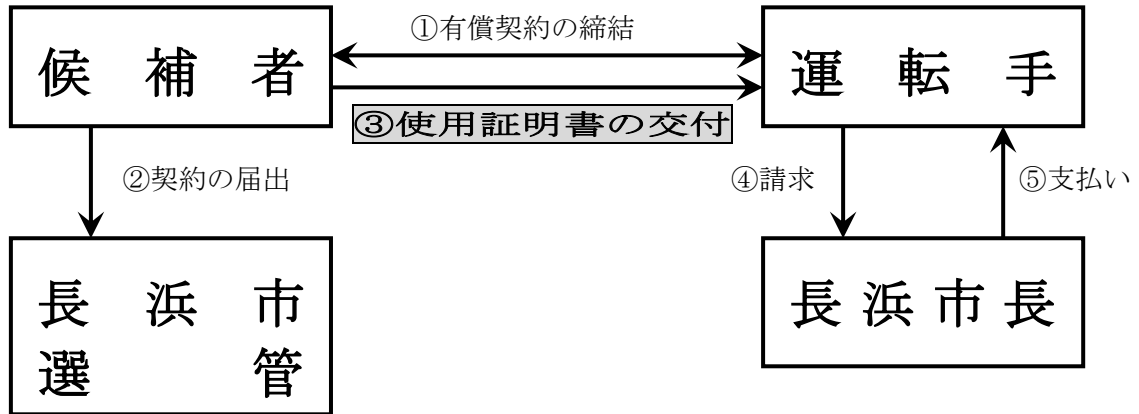 ①有償契約の締結
候補者
運転手
③使用証明書の交付
②契約の届出
④請求
⑤支払い
長浜市
選管
長浜市長